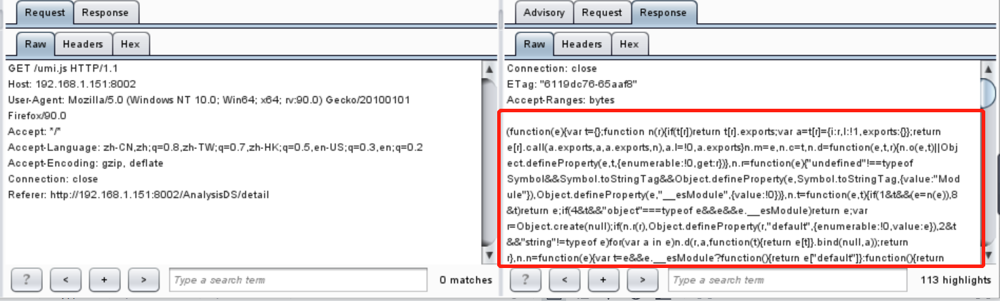 Request Response
Raw Headers Hex
GET /umi.js HTTP/1.1
Host: 192.168.1.151:8002
User-Agent: Mozilla/5.0 (Windows NT 10.0; Win64; x64; rv:90.0) Gecko/20100101
Firefox/90.0
Accept: */*
Accept-Language: zh-CN,zh;q=0.8,zh-TW;q=0.7,zh-HK;q=0.5,en-US;q=0.3,en;q=0.2
Accept-Encoding: gzip, deflate
Connection: close
Referer: http://192.168.1.151:8002/AnalysisDS/detail
? < + > Type a search term 0 matches
Advisory Request Response
Raw Headers Hex
Connection: close
ETag: "6119dc76-65aaf8"
Accept-Ranges: bytes
(function(e){var t={};function n(r){if(t[r])return t[r].exports;var a=t[r]={i:r,l:!1,exports:{}};return
e[r].call(a.exports,a,a.exports,n),a.l=!0,a.exports}n.m=e,n.c=t,n.d=function(e,t,r){n.o(e,t)||Obj
ect.defineProperty(e,t,{enumerable:!0,get:r})},n.r=function(e){"undefined"!==typeof
Symbol&&Symbol.toStringTag&&Object.defineProperty(e,Symbol.toStringTag,{value:"Mod
ule"}),Object.defineProperty(e,"__esModule",{value:!0})},n.t=function(e,t){if(1&t&&(e=n(e)),8
&t)return e;if(4&t&&"object"===typeof e&&e&&e.__esModule)return e;var
r=Object.create(null);if(n.r(r),Object.defineProperty(r,"default",{enumerable:!0,value:e}),2&t
&&"string"!=typeof e)for(var a in e)n.d(r,a,function(t){return e[t]}.bind(null,a));return
r},n.n=function(e){var t=e&&e.__esModule?function(){return e["default"]}:function(){return
? < + > Type a search term 113 highlights